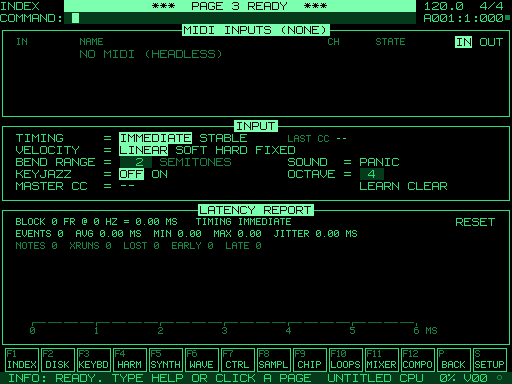 INDEX *** PAGE 3 READY *** 120.0 4/4
COMMAND: A001:1:000
MIDI INPUTS (NONE)
IN NAME CH STATE IN OUT
NO MIDI (HEADLESS)
INPUT
TIMING = IMMEDIATE STABLE LAST CC --
VELOCITY = LINEAR SOFT HARD FIXED
BEND RANGE = 2 SEMITONES SOUND = PANIC
KEYJAZZ = OFF ON OCTAVE = 4
MASTER CC = -- LEARN CLEAR
LATENCY REPORT
BLOCK 0 FR @ 0 HZ = 0.00 MS TIMING IMMEDIATE RESET
EVENTS 0 AVG 0.00 MS MIN 0.00 MAX 0.00 JITTER 0.00 MS
NOTES 0 XRUNS 0 LOST 0 EARLY 0 LATE 0
0 1 2 3 4 5 6 MS
F1 F2 F3 F4 F5 F6 F7 F8 F9 F10 F11 F12 P S
INDEX DISK KEYBD HARM SYNTH WAVE CTRL SAMPL CHIP LOOPS MIXER COMPO BACK SETUP
INFO: READY. TYPE HELP OR CLICK A PAGE UNTITLED CPU 0% V00